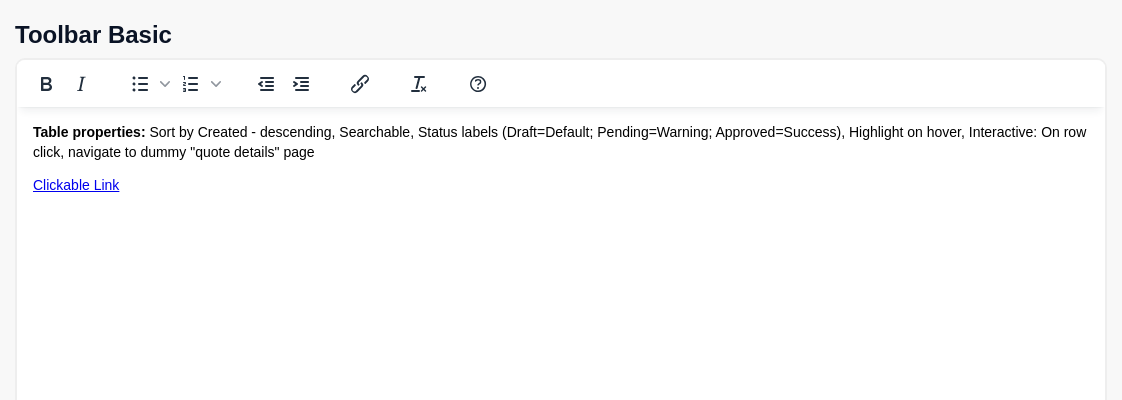 Toolbar Basic
Table properties: Sort by Created - descending, Searchable, Status labels (Draft=Default; Pending=Warning; Approved=Success), Highlight on hover, Interactive: On row
click, navigate to dummy "quote details" page
Clickable Link